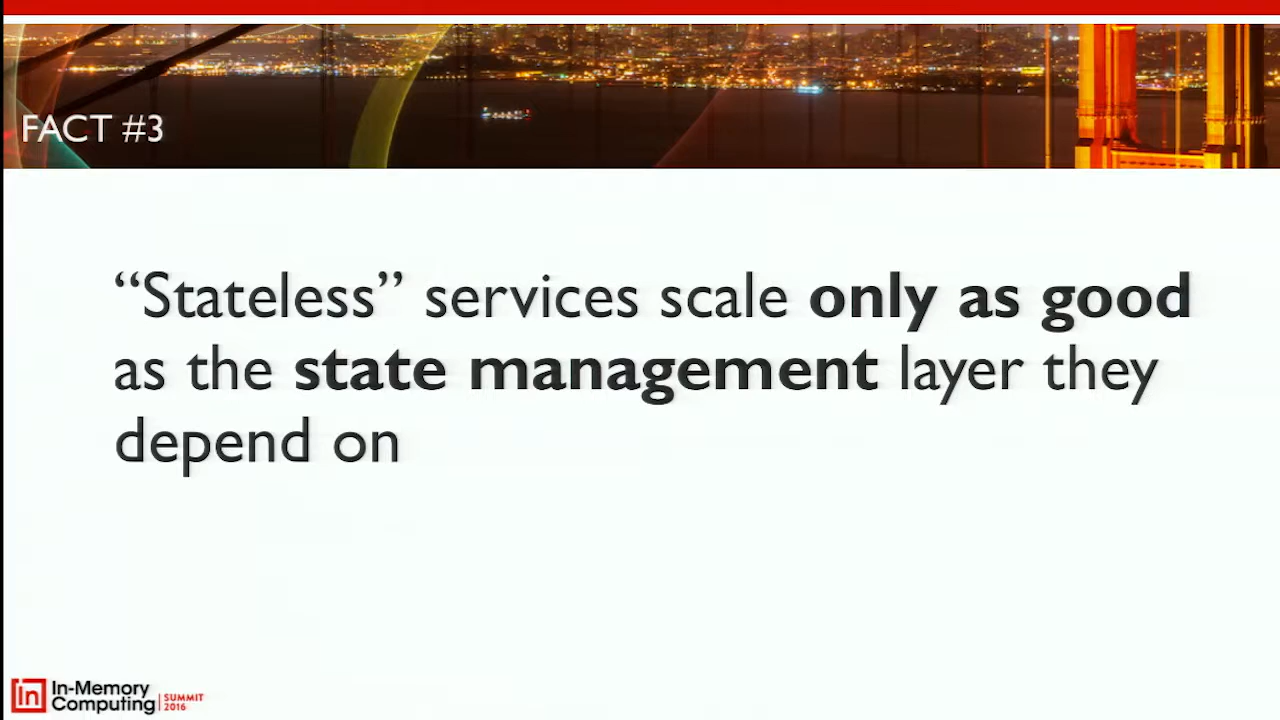 FACT #3
“Stateless” services scale only as good
as the state management layer they
depend on
in
In-Memory
Computing
SUMMIT
2016